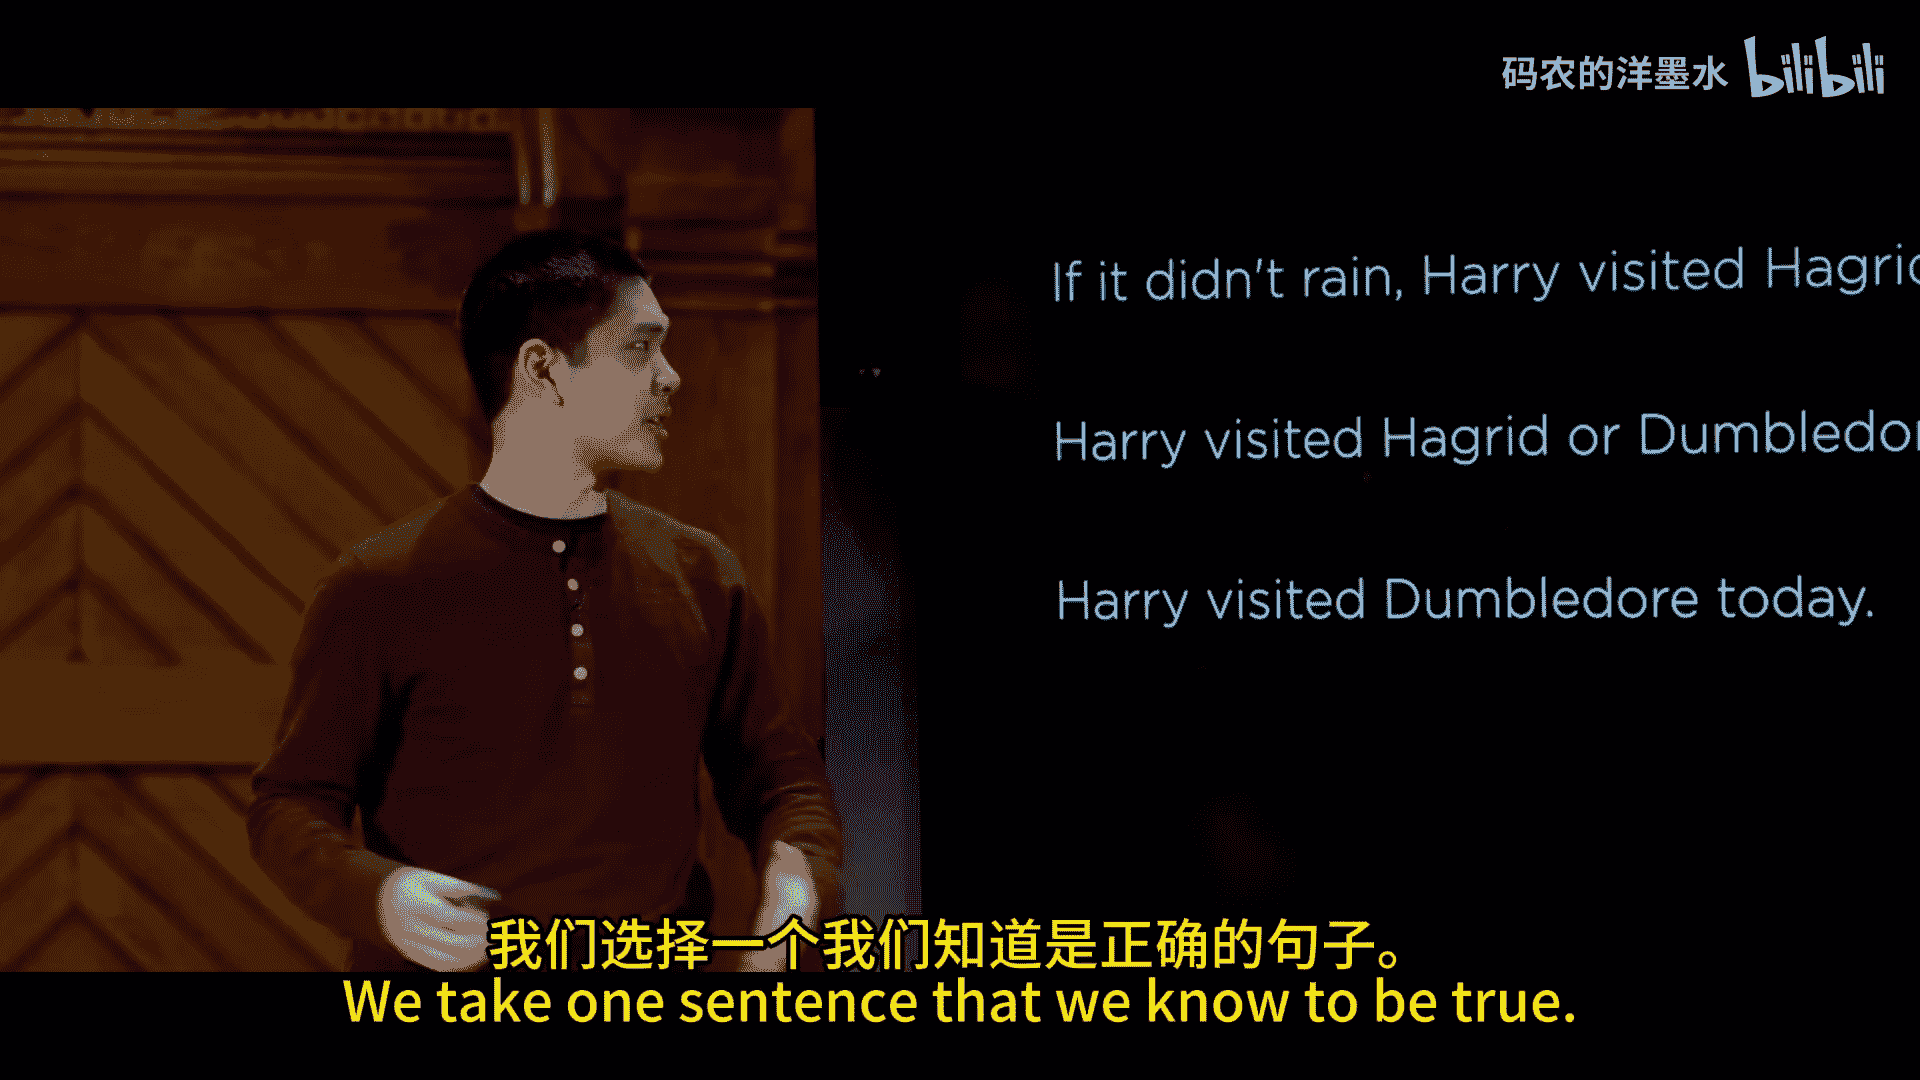 码农的洋墨水 bilibili
If it didn't rain, Harry visited
Harry visited Hagrid or
Harry visited Dumbledore today.
我们选择一个我们知道是正确的句子。
We take one sentence that we know to be true.